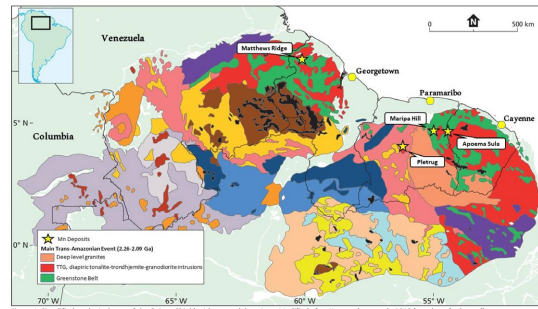 Venezuela
N
0
500 km
Matthews Ridge
Georgetown
Paramaribo
Maripa Hill
Cayenne
5° N
Columbia
Apoema Sula
Pletrug
Mn Deposits
Main Trans-Amazonian Event (2.26-2.09 Ga)
Deep level granites
TTG, diapiric tonalite-trondhjemite-granodiorite intrusions
Greenstone Belt
0° N
70° W
65° W
60° W
55° W